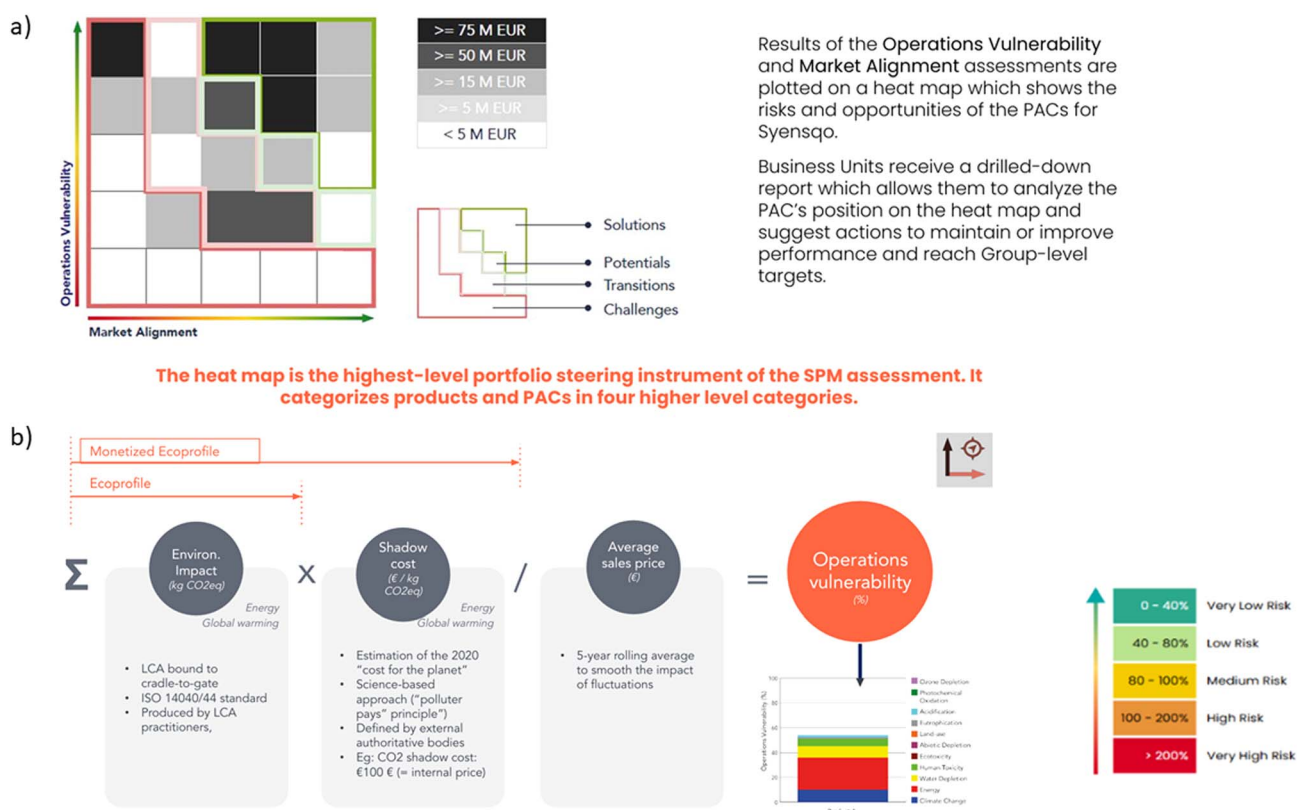 a)
Operations Vulnerability
Market Alignment
>= 75 M EUR
>= 50 M EUR
>= 15 M EUR
>= 5 M EUR
< 5 M EUR
Solutions
Potentials
Transitions
Challenges
Results of the Operations Vulnerability
and Market Alignment assessments are
plotted on a heat map which shows the
risks and opportunities of the PACs for
Syensqo.
Business Units receive a drilled-down
report which allows them to analyze the
PAC's position on the heat map and
suggest actions to maintain or improve
performance and reach Group-level
targets.
The heat map is the highest-level portfolio steering instrument of the SPM assessment. It
categorizes products and PACs in four higher level categories.
b)
Monetized Ecoprofile
Ecoprofile
Σ
Environ.
Impact
(kg CO2eq)
Energy
Global warming
• LCA bound to
cradle-to-gate
• ISO 14040/44 standard
• Produced by LCA
practitioners,
x
Shadow
cost
(€ / kg
CO2eq)
Energy
Global warming
• Estimation of the 2020
"cost for the planet"
• Science-based
approach ("polluter
pays" principle")
• Defined by external
authoritative bodies
• Eg: CO2 shadow cost:
€100 € (= internal price)
/
Average
sales price
(€)
• 5-year rolling average
to smooth the impact
of fluctuations
=
Operations
vulnerability
(%)
Operations Vulnerability (%)
100
80
60
40
20
0
Ozone Depletion
Photochemical
Oxidation
Acidification
Eutrophication
Land use
Abiotic Depletion
Ecotoxicity
Human Toxicity
Water Depletion
Energy
Climate Change
0 – 40% Very Low Risk
40 – 80% Low Risk
80 – 100% Medium Risk
100 – 200% High Risk
> 200% Very High Risk